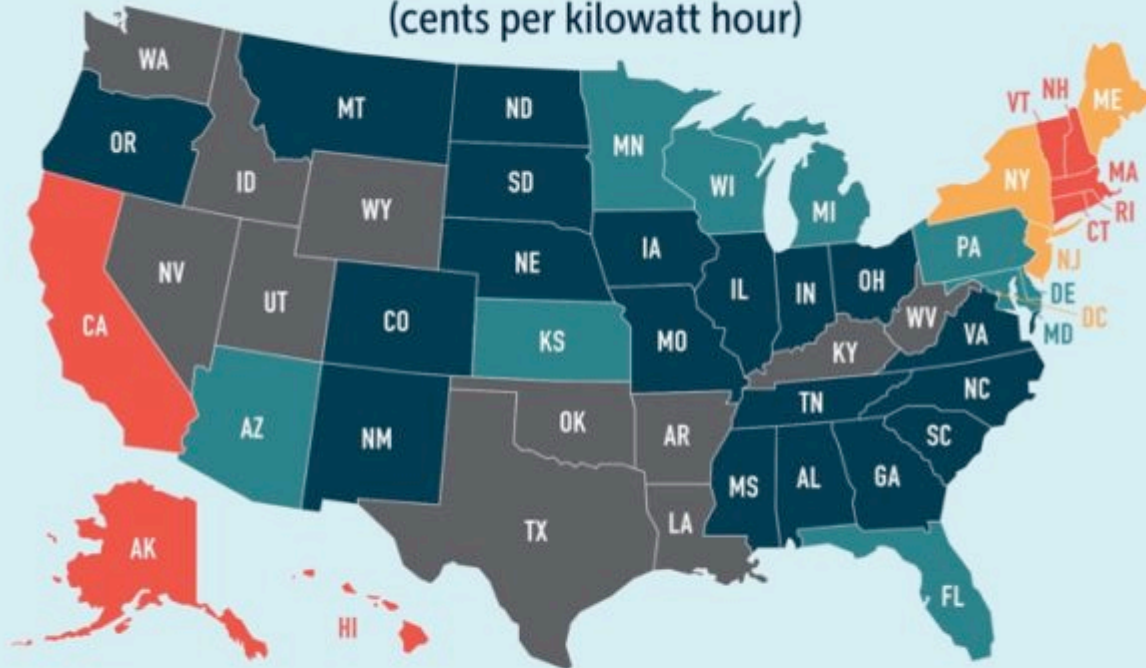 (cents per kilowatt hour)
WA
MT
ND
MN
VT
NH
ME
OR
ID
SD
WI
MI
NY
MA
RI
CT
WY
NE
IA
PA
NJ
NV
UT
CO
KS
IL
IN
OH
DE
DC
MD
CA
MO
WV
VA
KY
AZ
NM
OK
AR
TN
NC
SC
MS
AL
GA
AK
TX
LA
FL
HI